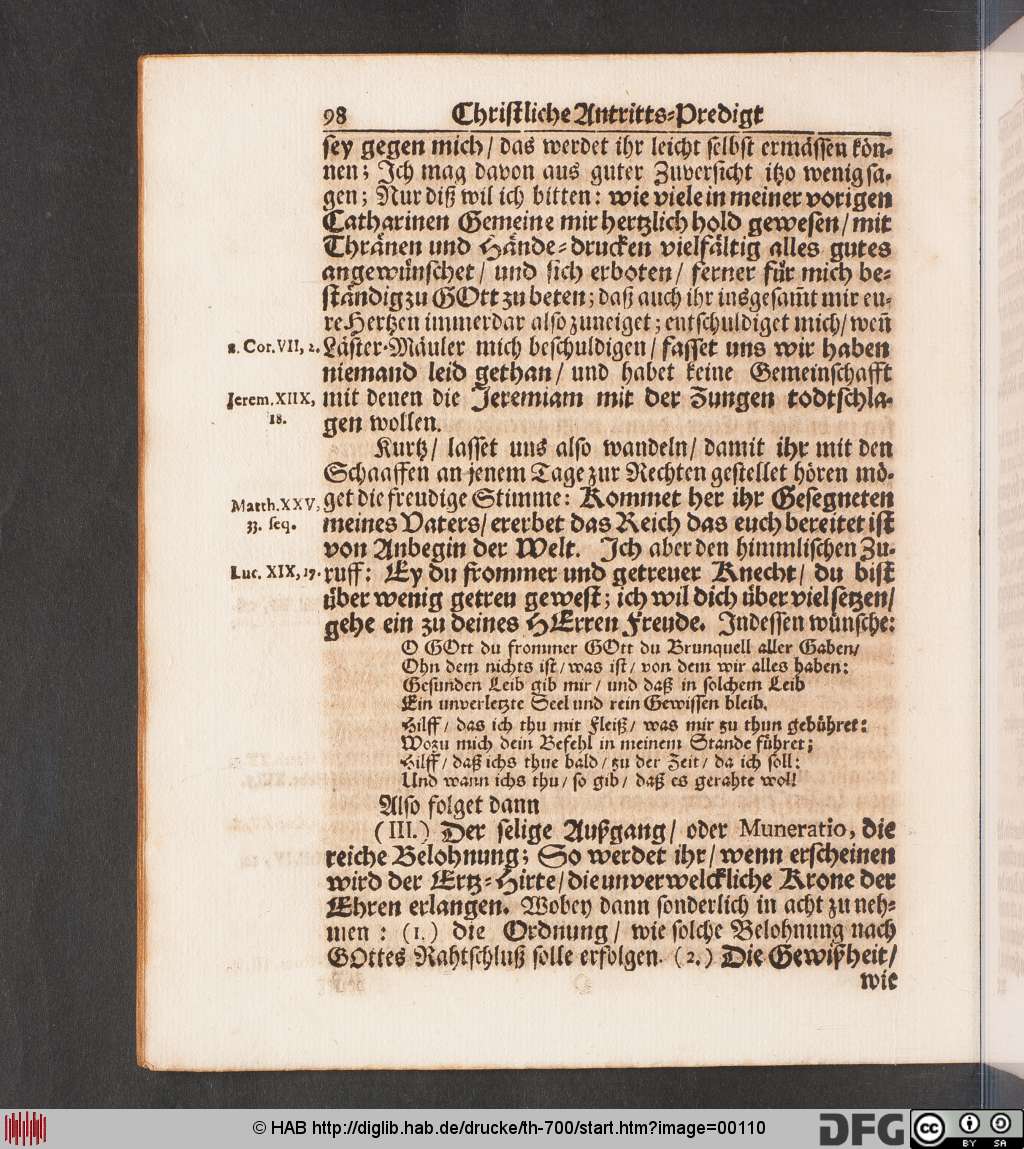 98 Christliche Antritts-Predigt
sey gegen mich/ das werdet ihr leicht selbst ermässen kön-
nen; Ich mag davon aus guter Zuversicht itzo wenig sa-
gen; Nur diß wil ich bitten: wie viele in meiner vorigen
Catharinen Gemeine mir hertzlich hold gewesen/ mit
Thränen und Hände-drucken vielfältig alles gutes
angewünschet/ und sich erboten/ ferner für mich be-
ständig zu GOtt zu beten; daß auch ihr insgesam̃t mir eu-
re Hertzen immerdar also zuneiget; entschuldiget mich/ weñ
2. Cor. VII, 2. Läster-Mäuler mich beschuldigen/ fasset uns wir haben
niemand leid gethan/ und habet keine Gemeinschafft
Jerem. XIIX, mit denen die Jeremiam mit der Zungen todtschla-
18. gen wollen.
Kurtz/ lasset uns also wandeln/ damit ihr mit den
Schaaffen an jenem Tage zur Rechten gestellet hören mö-
Matth. XXV, get die freudige Stimme: Kommet her ihr Gesegneten
33. seq. meines Vaters/ ererbet das Reich das euch bereitet ist
von Anbegin der Welt. Ich aber den himmlischen Zu-
Luc. XIX, 17. ruff: Ey du frommer und getreuer Knecht/ du bist
über wenig getreu gewest; ich wil dich über viel setzen/
gehe ein zu deines HErren Freude. Indessen wünsche:
O GOtt du frommer GOtt du Brunquell aller Gaben/
Ohn dem nichts ist/ was ist/ von dem wir alles haben:
Gesunden Leib gib mir/ und daß in solchem Leib
Ein unverletzte Seel und rein Gewissen bleib.
Hilff/ das ich thu mit Fleiß/ was mir zu thun gebühret:
Wozu mich dein Befehl in meinem Stande führet;
Hilff/ daß ichs thue bald/ zu der Zeit/ da ich soll:
Und wann ichs thu/ so gib/ daß es gerahte wol!
Also folget dann
(III.) Der selige Außgang/ oder Muneratio, die
reiche Belohnung; So werdet ihr/ wenn erscheinen
wird der Ertz-Hirte/ die unverwelckliche Krone der
Ehren erlangen. Wobey dann sonderlich in acht zu neh-
men: (1.) die Ordnung/ wie solche Belohnung nach
GOttes Rahtschluß solle erfolgen. (2.) Die Gewißheit/
wie
© HAB http://diglib.hab.de/drucke/th-700/start.htm?image=00110
DFG
cc BY SA